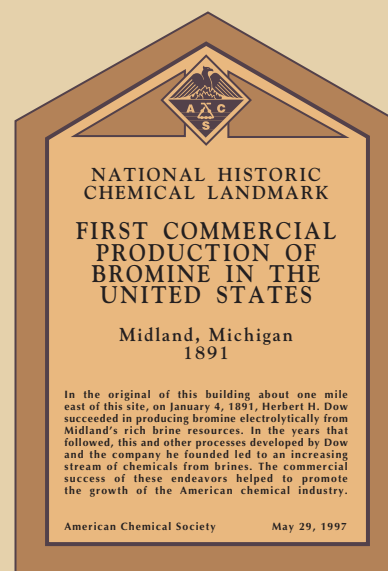 A C
S
NATIONAL HISTORIC
CHEMICAL LANDMARK
FIRST COMMERCIAL
PRODUCTION OF
BROMINE IN THE
UNITED STATES
Midland, Michigan
1891
In the original of this building about one mile
east of this site, on January 4, 1891, Herbert H. Dow
succeeded in producing bromine electrolytically from
Midland's rich brine resources. In the years that
followed, this and other processes developed by Dow
and the company he founded led to an increasing
stream of chemicals from brines. The commercial
success of these endeavors helped to promote
the growth of the American chemical industry.
American Chemical Society May 29, 1997